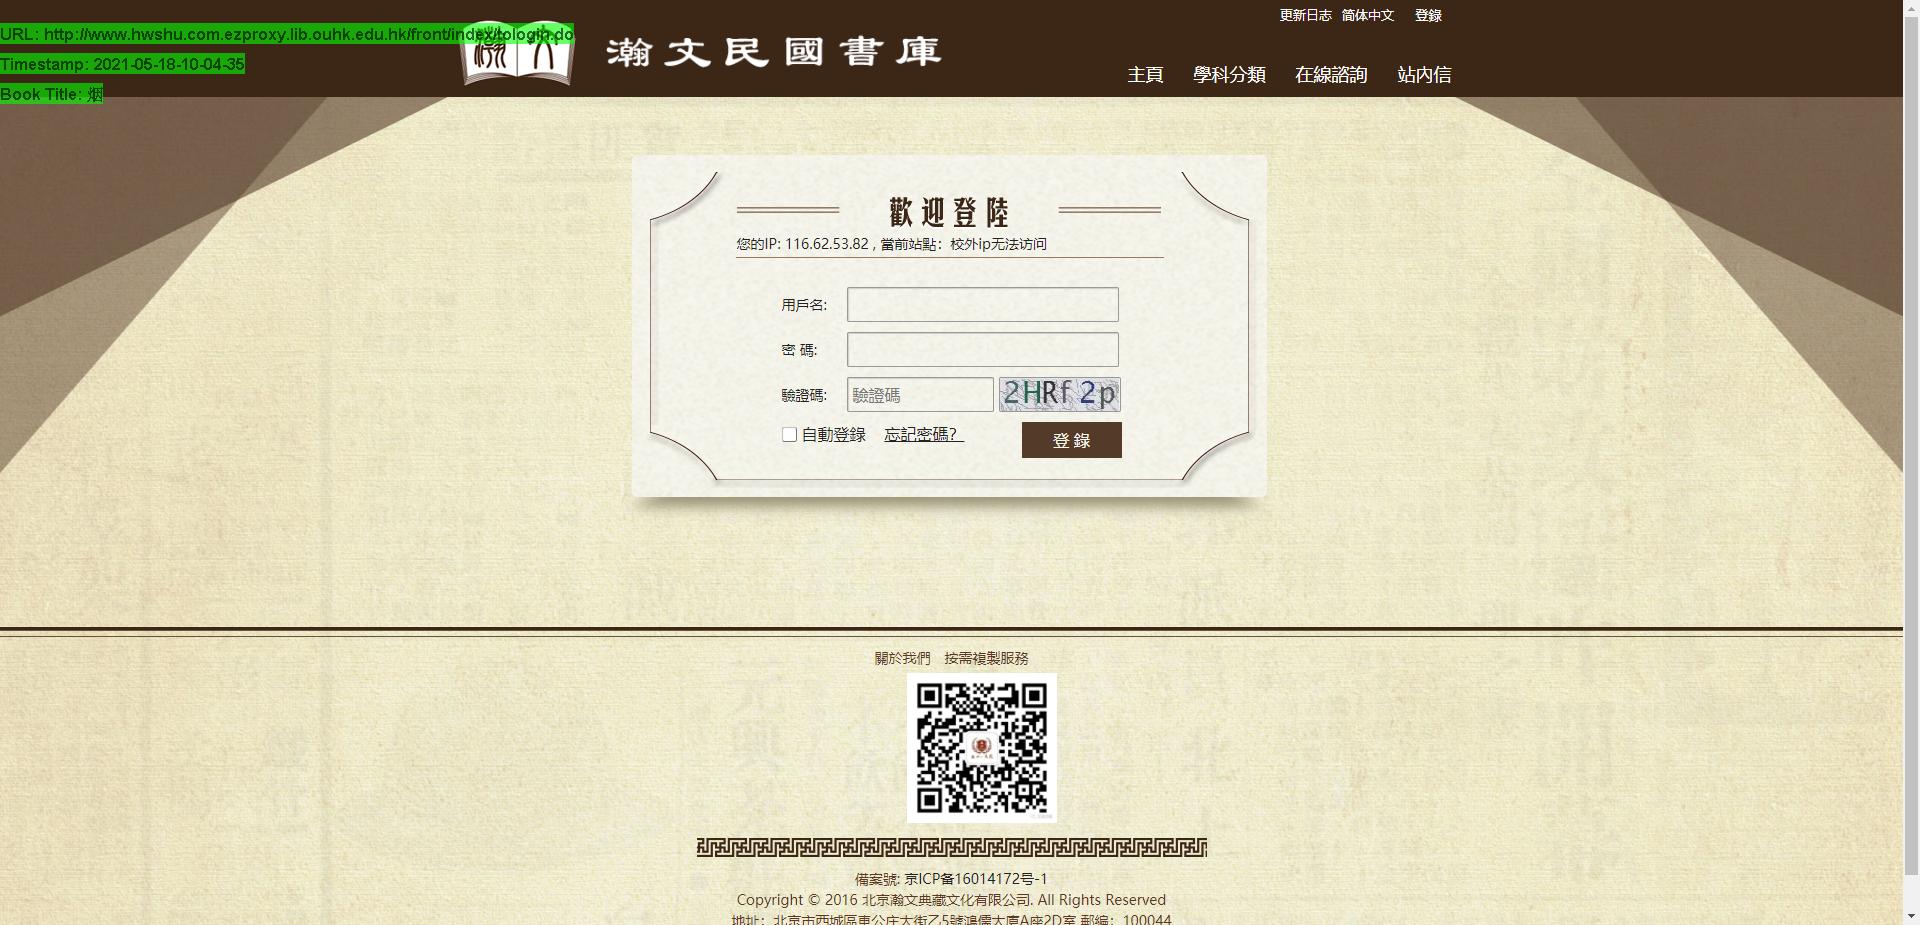 更新日志 简体中文 登錄
URL: http://www.hwshu.com.ezproxy.lib.ouhk.edu.hk/front/index/tologin.do
瀚文民國書庫
Timestamp: 2021-05-18-10-04-35
主頁 學科分類 在線諮詢 站內信
Book Title: 烟
歡迎登陸
您的IP: 116.62.53.82 , 當前站點：校外ip无法访问
用戶名:
密 碼:
驗證碼: 驗證碼 2HRf 2p
自動登錄 忘記密碼？
登 錄
關於我們 按需複製服務
備案號: 京ICP备16014172号-1
Copyright © 2016 北京瀚文典藏文化有限公司. All Rights Reserved
地址：北京市西城區車公庄大街乙5號鴻儒大廈A座2D室 郵編：100044